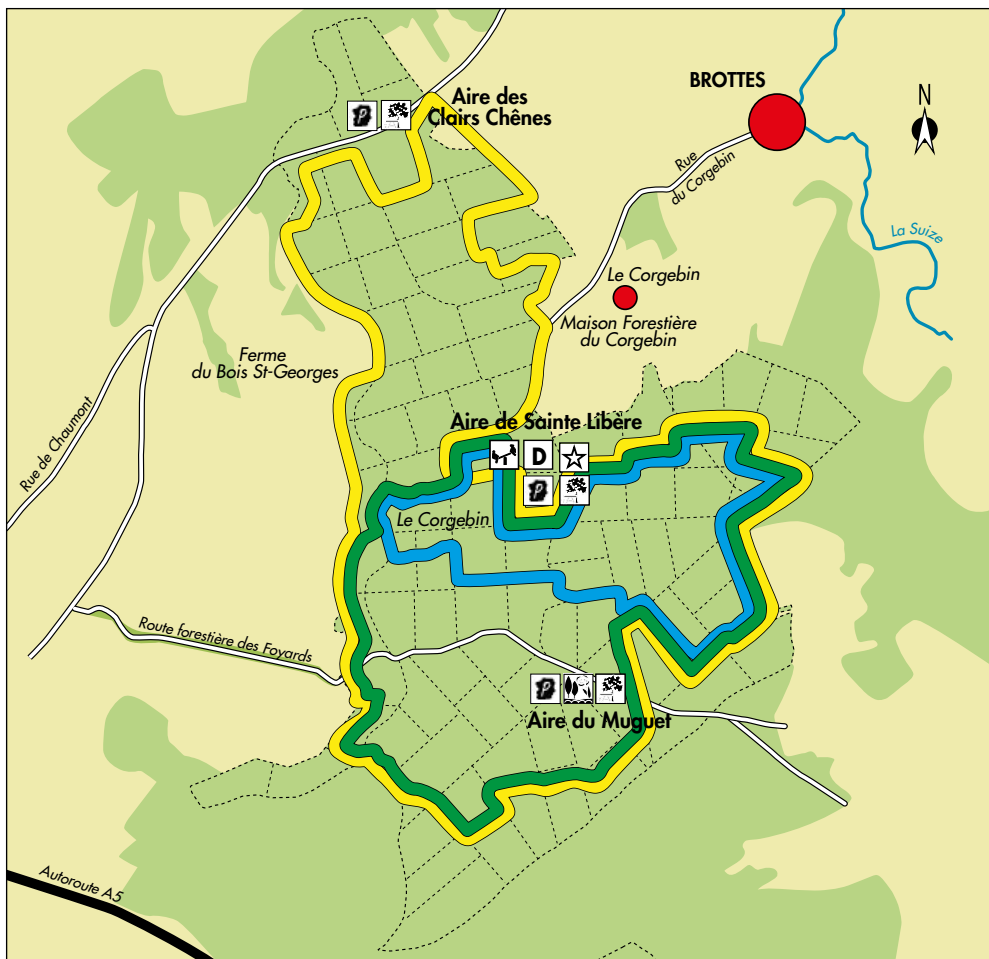 BROTTES
N
Aire des
Clairs Chênes
P
Rue
du Corgebin
La Suize
Le Corgebin
Maison Forestière
du Corgebin
Ferme
du Bois St-Georges
Rue de Chaumont
Aire de Sainte Libère
D
P
Le Corgebin
Route forestière des Foyards
P
Aire du Muguet
Autoroute A5